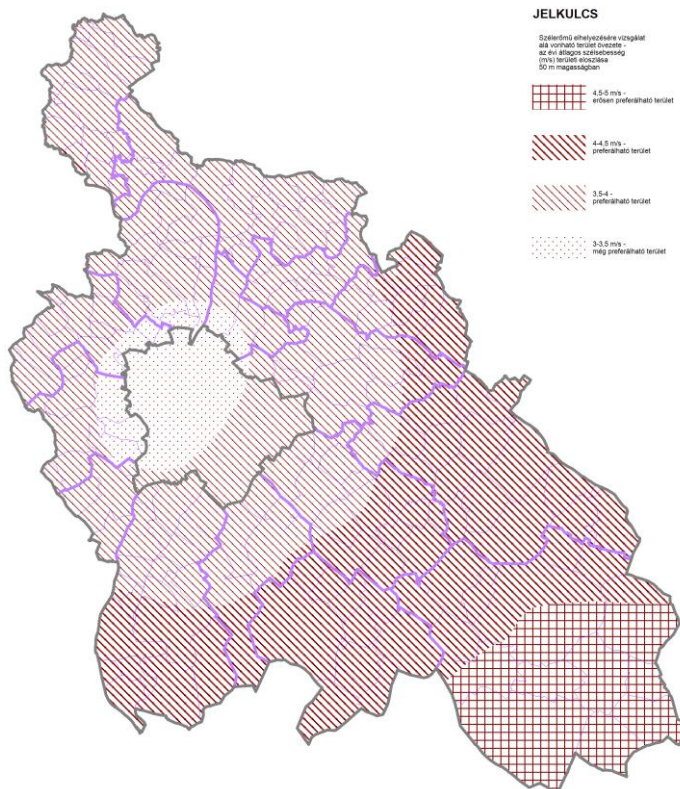 JELKULCS
Szélerőmű elhelyezésére vizsgálat
alá vonható terület övezete -
az évi átlagos szélsebesség
(m/s) területi eloszlása
50 m magasságban
4,5-5 m/s -
erősen preferálható terület
4-4,5 m/s -
preferálható terület
3,5-4 -
preferálható terület
3-3,5 m/s -
még preferálható terület